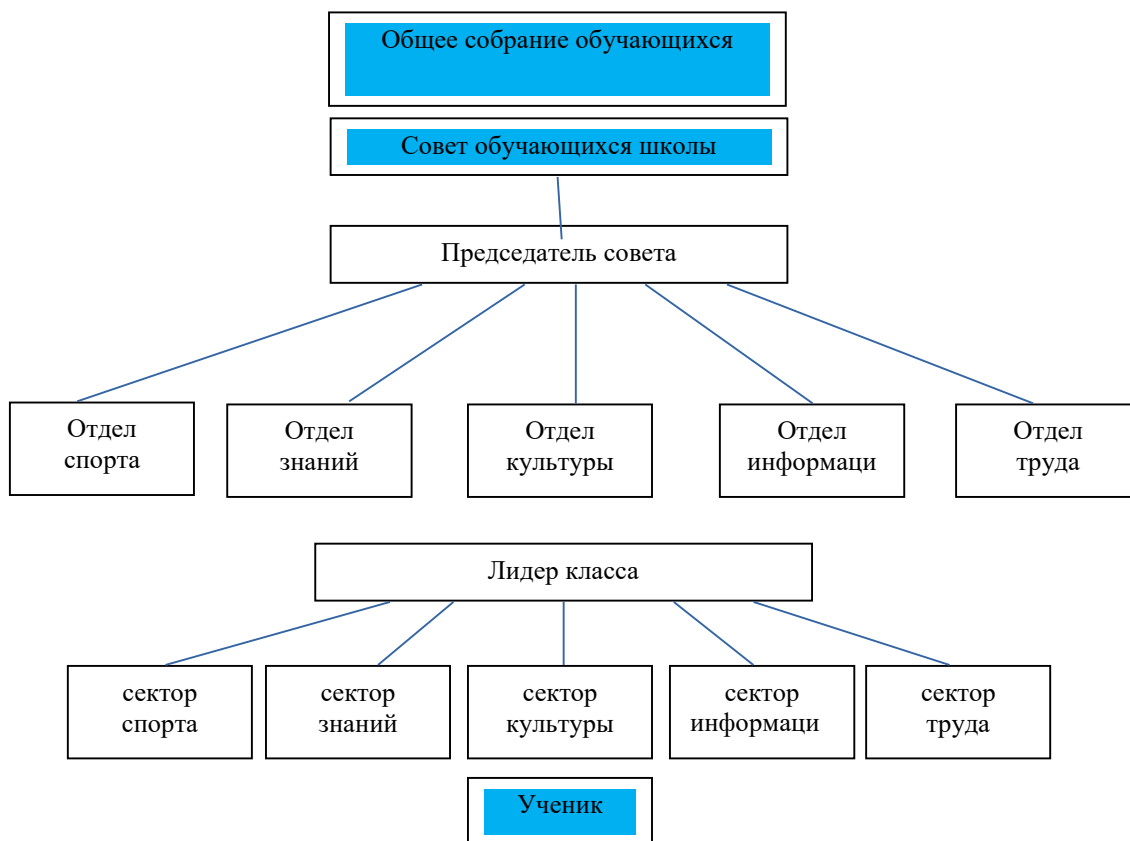 Общее собрание обучающихся
Совет обучающихся школы
Председатель совета
Отдел
спорта
Отдел
знаний
Отдел
культуры
Отдел
информаци
Отдел
труда
Лидер класса
сектор
спорта
сектор
знаний
сектор
культуры
сектор
информаци
сектор
труда
Ученик